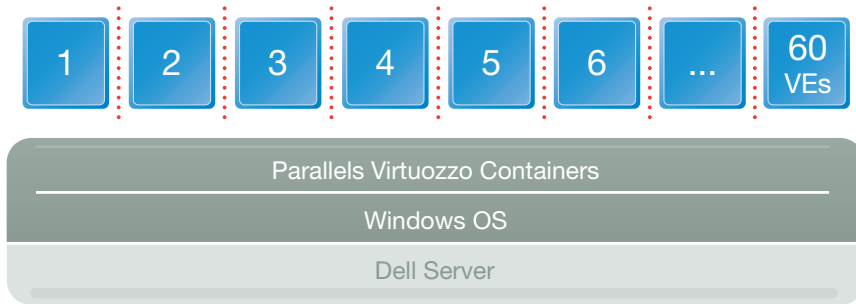 1 2 3 4 5 6 ... 60
VEs
Parallels Virtuozzo Containers
Windows OS
Dell Server